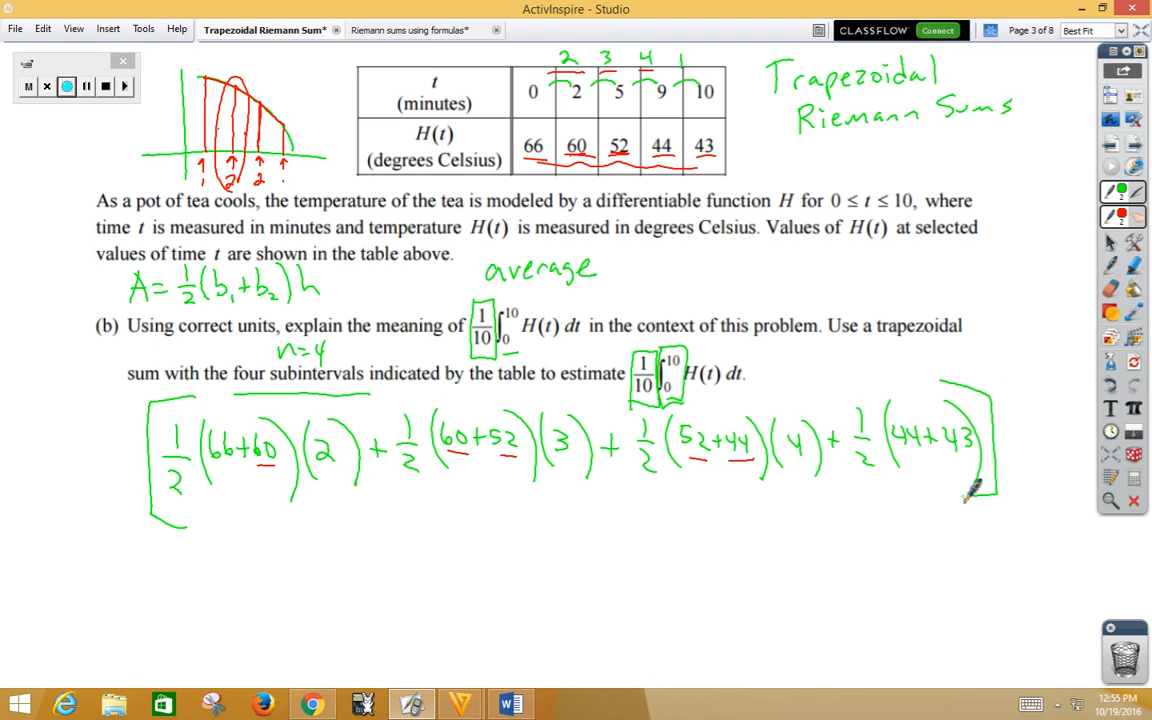 ActivInspire - Studio
File Edit View Insert Tools Help Trapezoidal Riemann Sum* Riemann sums using formulas* CLASSFLOW Connect Page 3 of 8 Best Fit
M
2 3 4 1
t (minutes) 0 2 5 9 10
H(t) (degrees Celsius) 66 60 52 44 43
Trapezoidal
Riemann Sums
1 2 2 1
As a pot of tea cools, the temperature of the tea is modeled by a differentiable function H for 0 ≤ t ≤ 10, where
time t is measured in minutes and temperature H(t) is measured in degrees Celsius. Values of H(t) at selected
values of time t are shown in the table above.
A = 1/2 (b₁ + b₂) h
average
(b) Using correct units, explain the meaning of 1/10 ∫₀¹⁰ H(t) dt in the context of this problem. Use a trapezoidal
n=4
sum with the four subintervals indicated by the table to estimate 1/10 ∫₀¹⁰ H(t) dt.
[1/2 (66+60)(2) + 1/2 (60+52)(3) + 1/2 (52+44)(4) + 1/2 (44+43)]
2
2
12:55 PM
10/19/2016